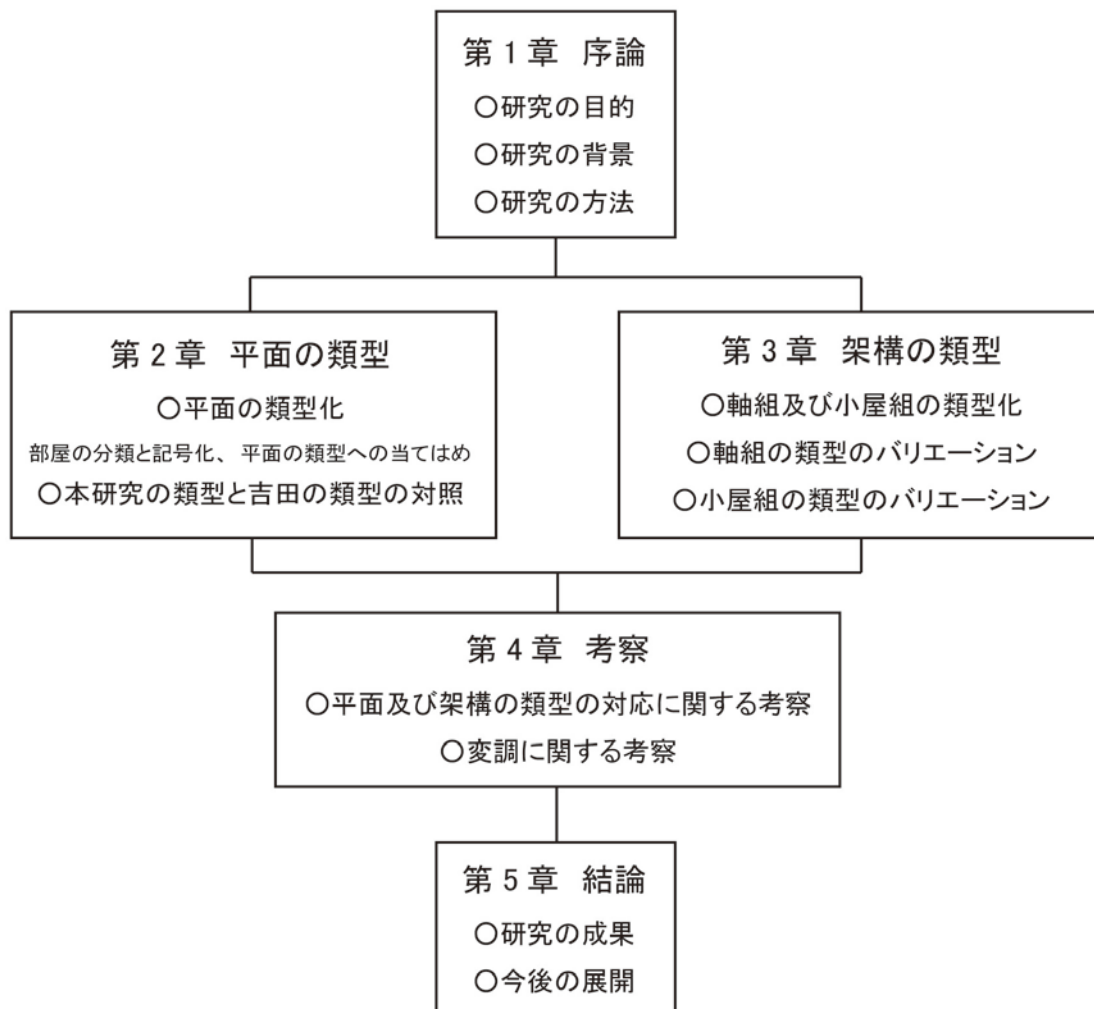 第1章 序論
○研究の目的
○研究の背景
○研究の方法
第2章 平面の類型
○平面の類型化
部屋の分類と記号化、平面の類型への当てはめ
○本研究の類型と吉田の類型の対照
第3章 架構の類型
○軸組及び小屋組の類型化
○軸組の類型のバリエーション
○小屋組の類型のバリエーション
第4章 考察
○平面及び架構の類型の対応に関する考察
○変調に関する考察
第5章 結論
○研究の成果
○今後の展開